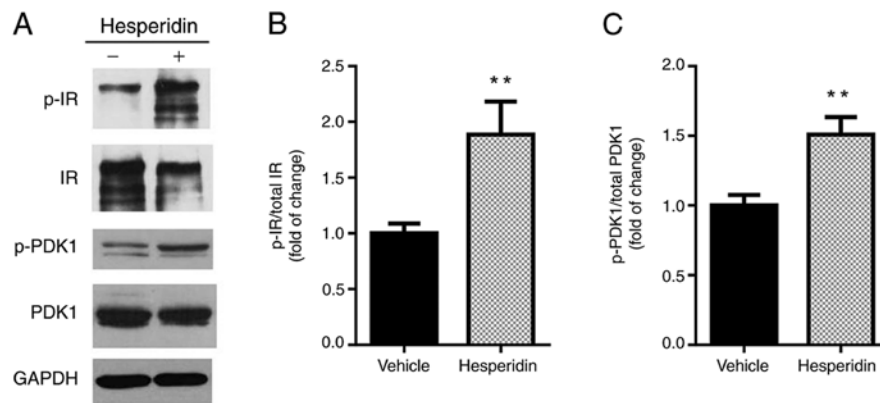 A
Hesperidin
− +
p-IR
IR
p-PDK1
PDK1
GAPDH
B
p-IR/total IR
(fold of change)
2.5
2.0
1.5
1.0
0.5
0.0
**
Vehicle Hesperidin
C
p-PDK1/total PDK1
(fold of change)
2.0
1.5
1.0
0.5
0.0
**
Vehicle Hesperidin